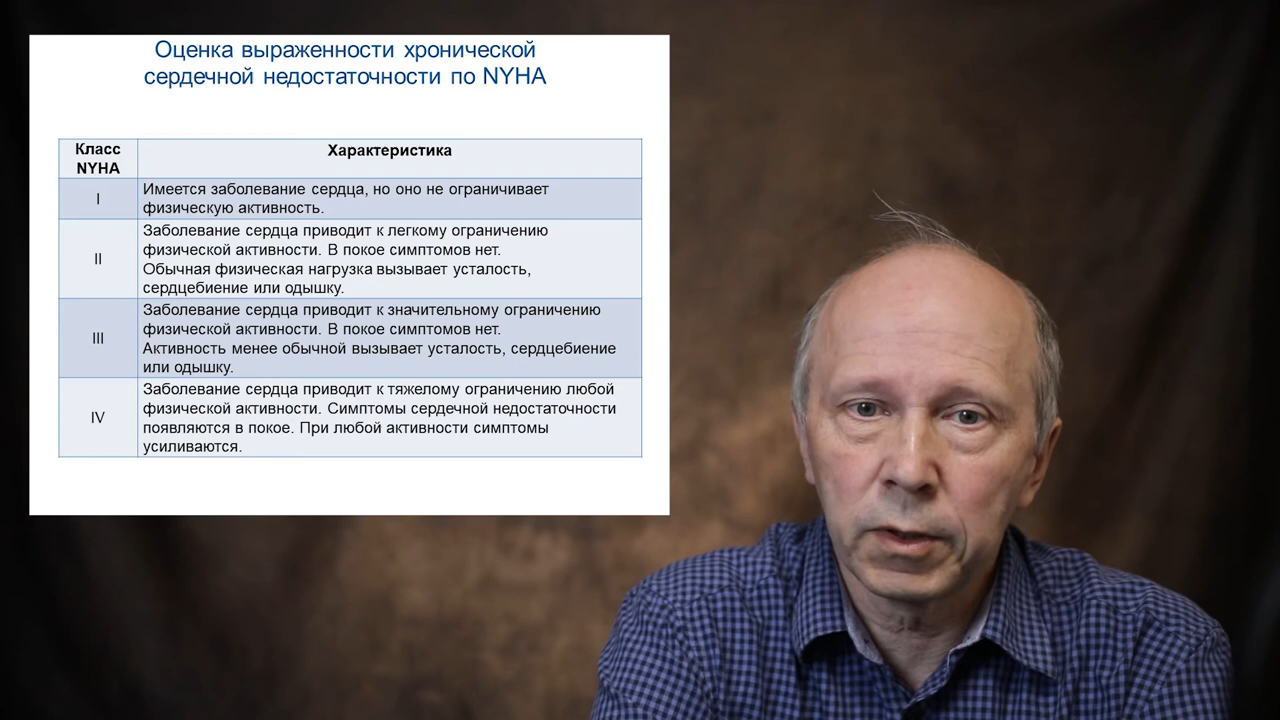 Оценка выраженности хронической
сердечной недостаточности по NYHA
Класс
NYHA
Характеристика
I
Имеется заболевание сердца, но оно не ограничивает
физическую активность.
II
Заболевание сердца приводит к легкому ограничению
физической активности. В покое симптомов нет.
Обычная физическая нагрузка вызывает усталость,
сердцебиение или одышку.
III
Заболевание сердца приводит к значительному ограничению
физической активности. В покое симптомов нет.
Активность менее обычной вызывает усталость, сердцебиение
или одышку.
IV
Заболевание сердца приводит к тяжелому ограничению любой
физической активности. Симптомы сердечной недостаточности
появляются в покое. При любой активности симптомы
усиливаются.